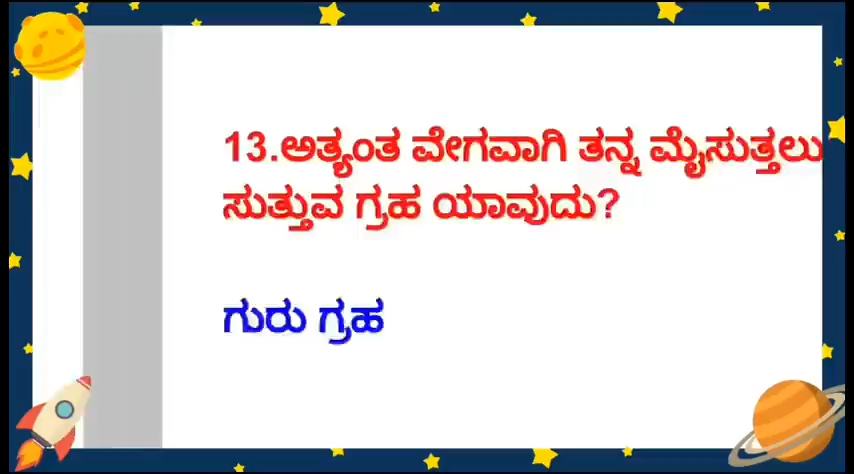 13.ಅತ್ಯಂತ ವೇಗವಾಗಿ ತನ್ನ ಮೈಸುತ್ತಲು
ಸುತ್ತುವ ಗ್ರಹ ಯಾವುದು?
ಗುರು ಗ್ರಹ